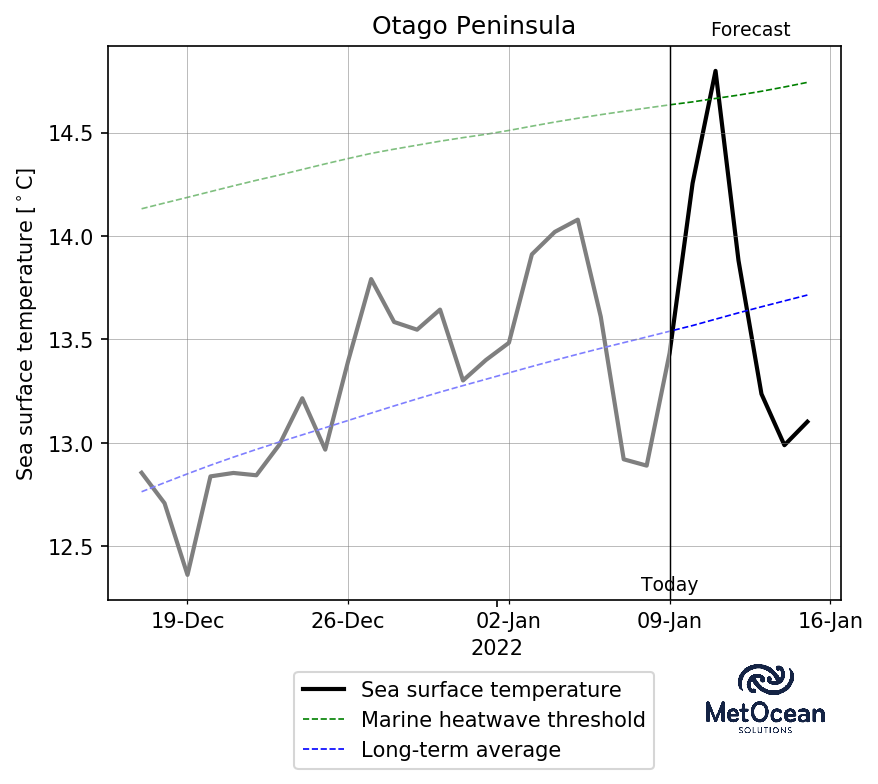 Otago Peninsula
Forecast
Sea surface temperature [°C]
14.5
14.0
13.5
13.0
12.5
Today
19-Dec 26-Dec 02-Jan 09-Jan 16-Jan
2022
Sea surface temperature
Marine heatwave threshold
Long-term average
MetOcean
SOLUTIONS